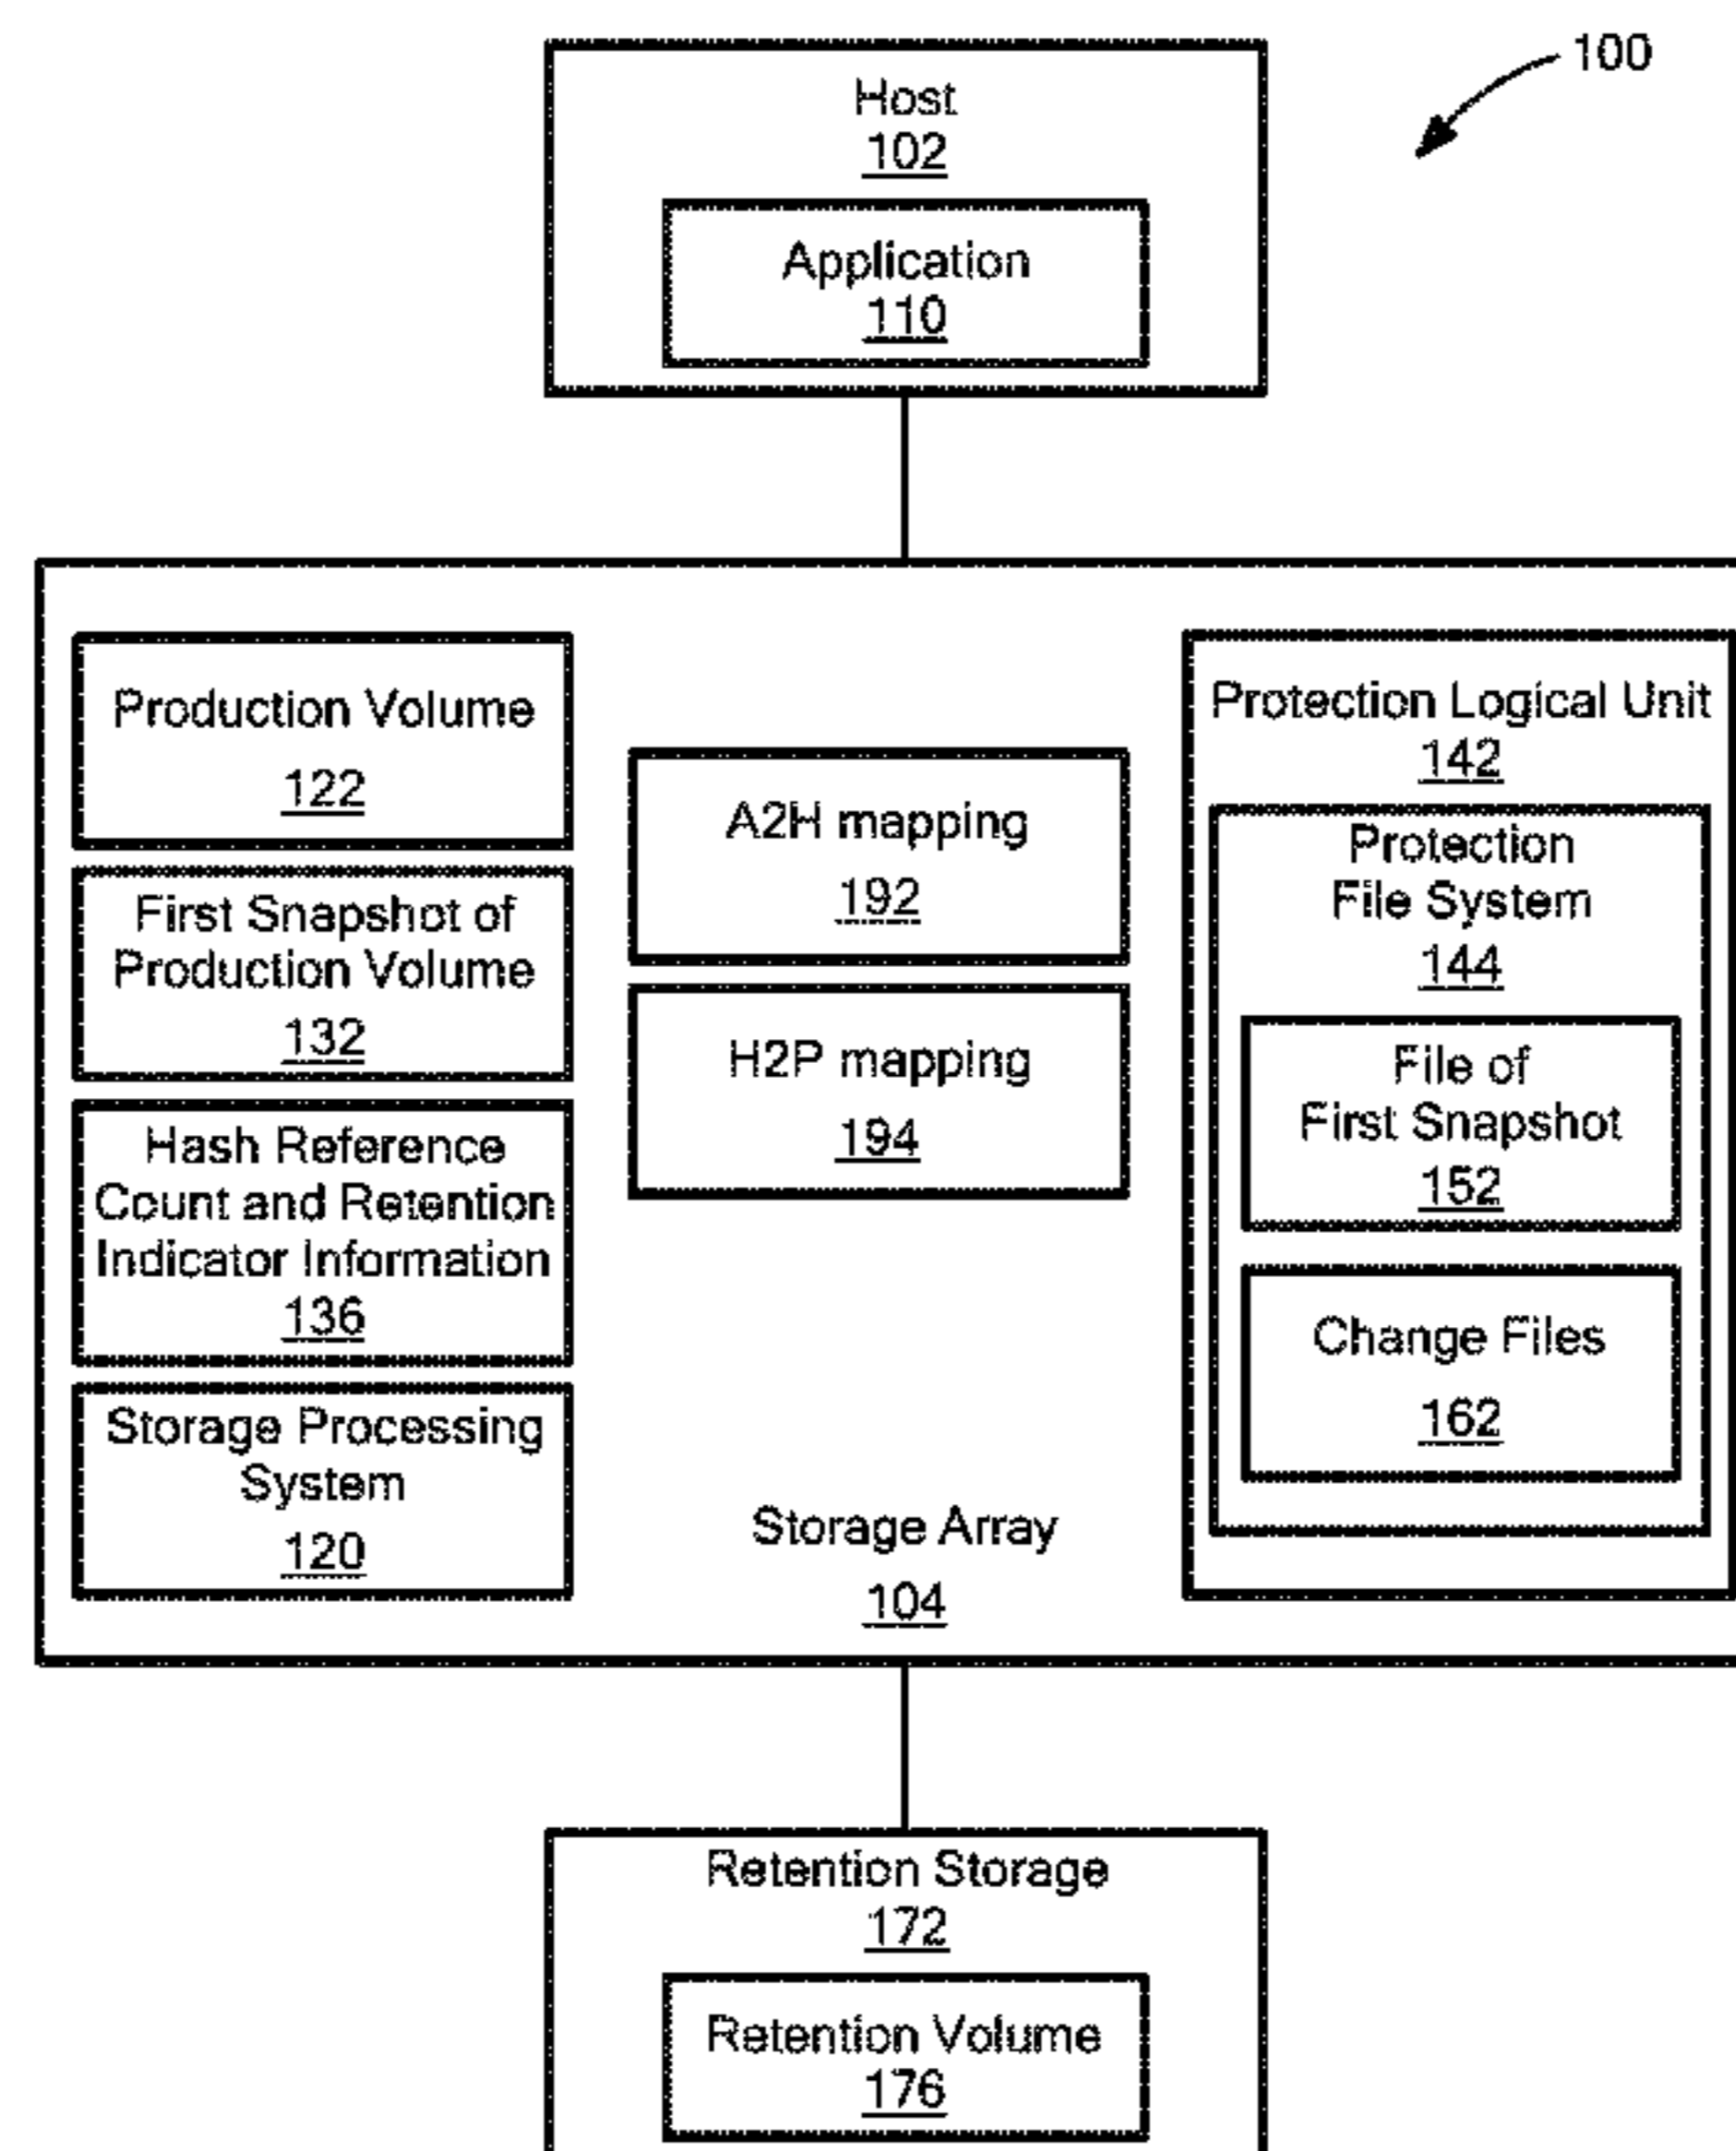 100
Host
102
Application
110
Production Volume
122
First Snapshot of
Production Volume
132
Hash Reference
Count and Retention
Indicator Information
136
Storage Processing
System
120
A2H mapping
192
H2P mapping
194
Storage Array
104
Protection Logical Unit
142
Protection
File System
144
File of
First Snapshot
152
Change Files
162
Retention Storage
172
Retention Volume
176